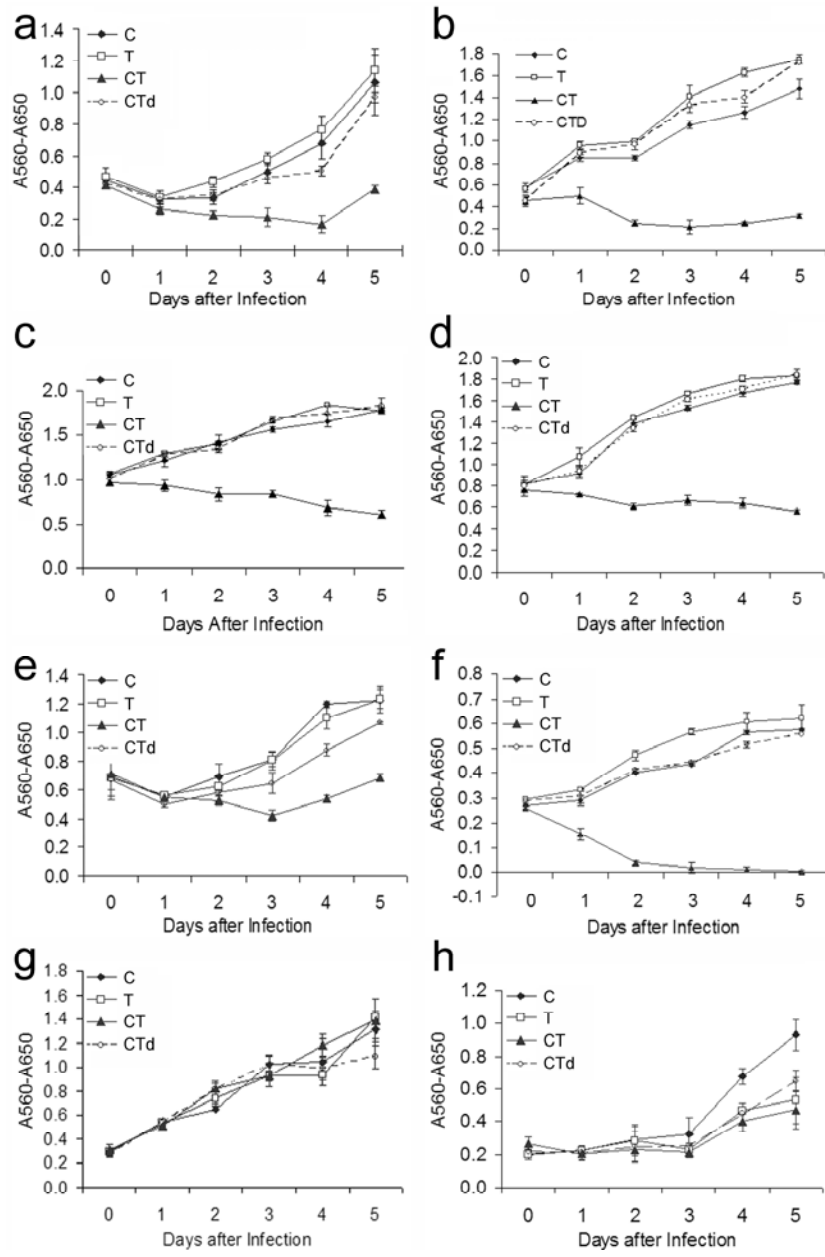 a
1.4
1.2
1.0
0.8
0.6
0.4
0.2
0.0
A560-A650
C
T
CT
CTd
0 1 2 3 4 5
Days after Infection
b
1.8
1.6
1.4
1.2
1.0
0.8
0.6
0.4
0.2
0.0
A560-A650
C
T
CT
CTD
0 1 2 3 4 5
Days after Infection
c
2.0
1.5
1.0
0.5
0.0
A560-A650
C
T
CT
CTd
0 1 2 3 4 5
Days After Infection
d
2.0
1.8
1.6
1.4
1.2
1.0
0.8
0.6
0.4
0.2
0.0
A560-A650
C
T
CT
CTd
0 1 2 3 4 5
Days after Infection
e
1.4
1.2
1.0
0.8
0.6
0.4
0.2
0.0
A560-A650
C
T
CT
CTd
0 1 2 3 4 5
Days after Infection
f
0.8
0.7
0.6
0.5
0.4
0.3
0.2
0.1
0.0
-0.1
A560-A650
C
T
CT
CTd
0 1 2 3 4 5
Days after Infection
g
1.8
1.6
1.4
1.2
1.0
0.8
0.6
0.4
0.2
0.0
A560-A650
C
T
CT
CTd
0 1 2 3 4 5
Days after Infection
h
1.2
1.0
0.8
0.6
0.4
0.2
0.0
A560-A650
C
T
CT
CTd
0 1 2 3 4 5
Days after Infection